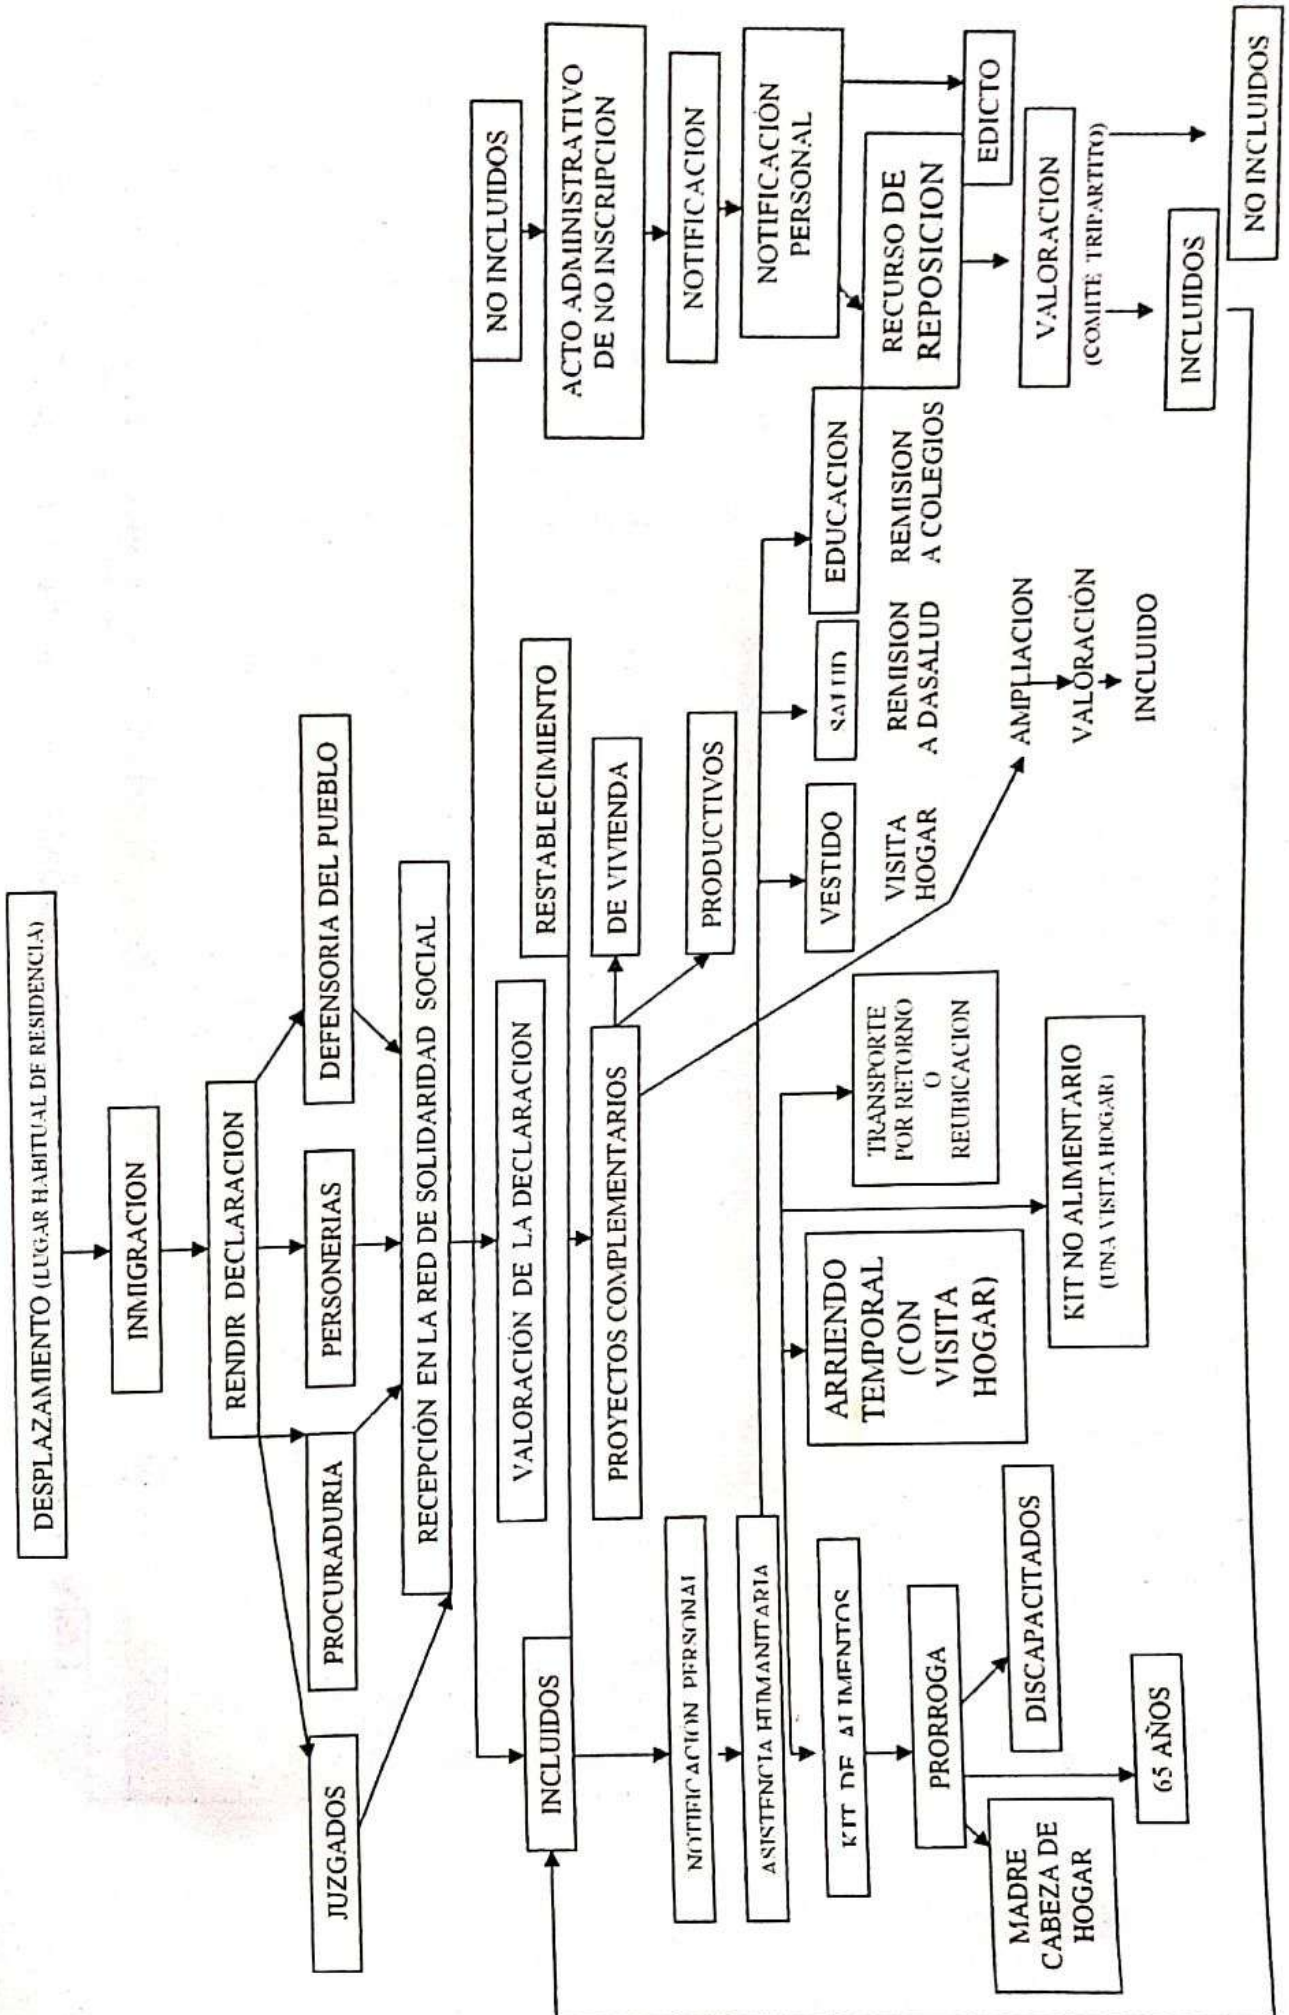 DESPLAZAMIENTO (LUGAR HABITUAL DE RESIDENCIA)
INMIGRACION
RENDIR DECLARACION
JUZGADOS
PROCURADURIA
PERSONERIAS
DEFENSORIA DEL PUEBLO
RECEPCIÓN EN LA RED DE SOLIDARIDAD SOCIAL
VALORACIÓN DE LA DECLARACION
INCLUIDOS
RESTABLECIMIENTO
NO INCLUIDOS
PROYECTOS COMPLEMENTARIOS
DE VIVIENDA
PRODUCTIVOS
ACTO ADMINISTRATIVO
DE NO INSCRIPCION
NOTIFICACION
NOTIFICACIÓN
PERSONAL
RECURSO DE
REPOSICION
EDICTO
VALORACION
(COMITE TRIPARTITO)
INCLUIDOS
NO INCLUIDOS
NOTIFICACIÓN PERSONAL
ASISTENCIA HUMANITARIA
KIT DE ALIMENTOS
ARRIENDO
TEMPORAL
(CON
VISITA
HOGAR)
TRANSPORTE
POR RETORNO
O
REUBICACION
VESTIDO
VISITA
HOGAR
SALUD
REMISION
A DASALUD
EDUCACION
REMISION
A COLEGIOS
PRORROGA
MADRE
CABEZA DE
HOGAR
DISCAPACITADOS
65 AÑOS
KIT NO ALIMENTARIO
(UNA VISITA HOGAR)
AMPLIACION
VALORACIÓN
INCLUIDO